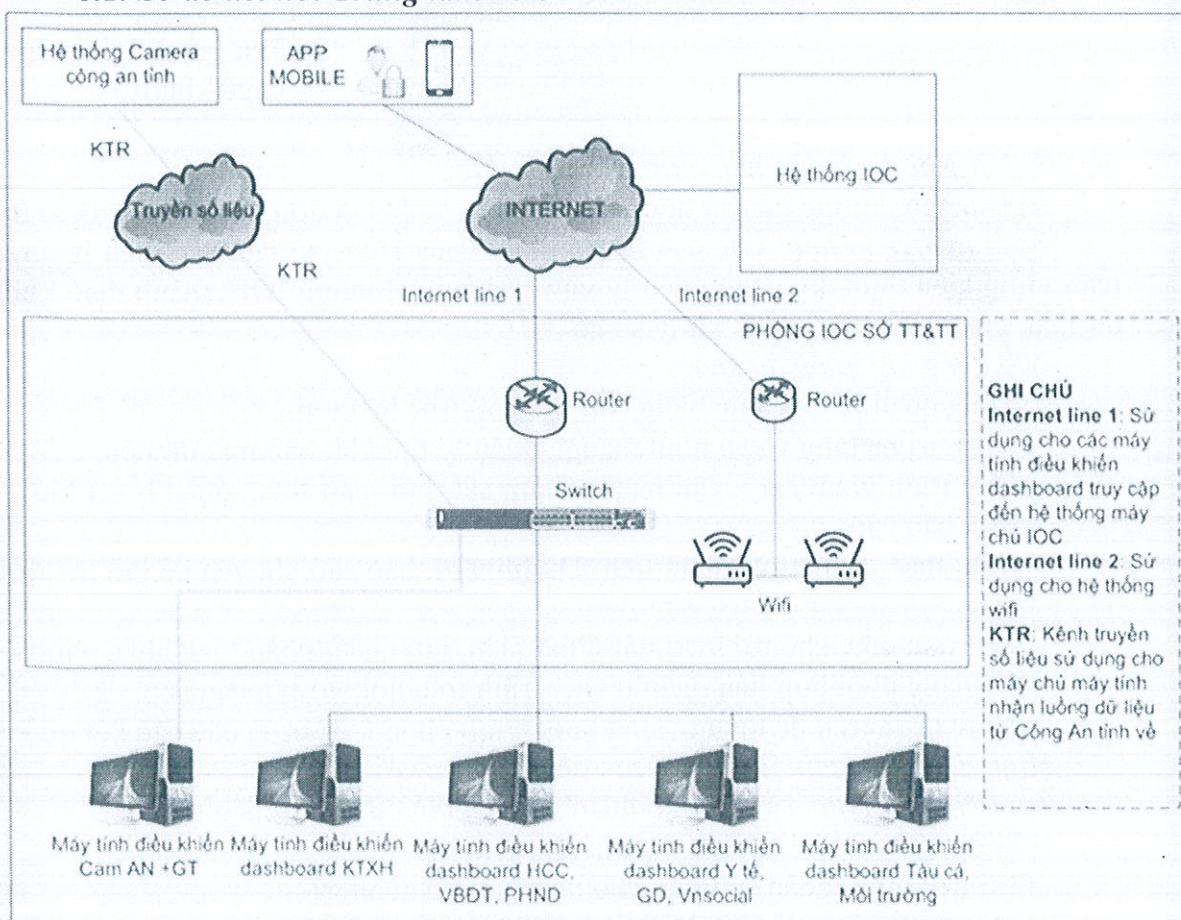 Hệ thống Camera
công an tỉnh
APP
MOBILE
KTR
Truyền số liệu
INTERNET
Hệ thống IOC
KTR
Internet line 1
Internet line 2
PHÒNG IOC SỞ TT&TT
Router
Router
Switch
Wifi
GHI CHÚ
Internet line 1: Sử
dụng cho các máy
tính điều khiển
dashboard truy cập
đến hệ thống máy
chủ IOC
Internet line 2: Sử
dụng cho hệ thống
wifi
KTR: Kênh truyền
số liệu sử dụng cho
máy chủ máy tính
nhận luồng dữ liệu
từ Công An tỉnh về
Máy tính điều khiển
Cam AN +GT
Máy tính điều khiển
dashboard KTXH
Máy tính điều khiển
dashboard HCC,
VBĐT, PHND
Máy tính điều khiển
dashboard Y tế,
GD, Vnsocial
Máy tính điều khiển
dashboard Tàu cá,
Môi trường